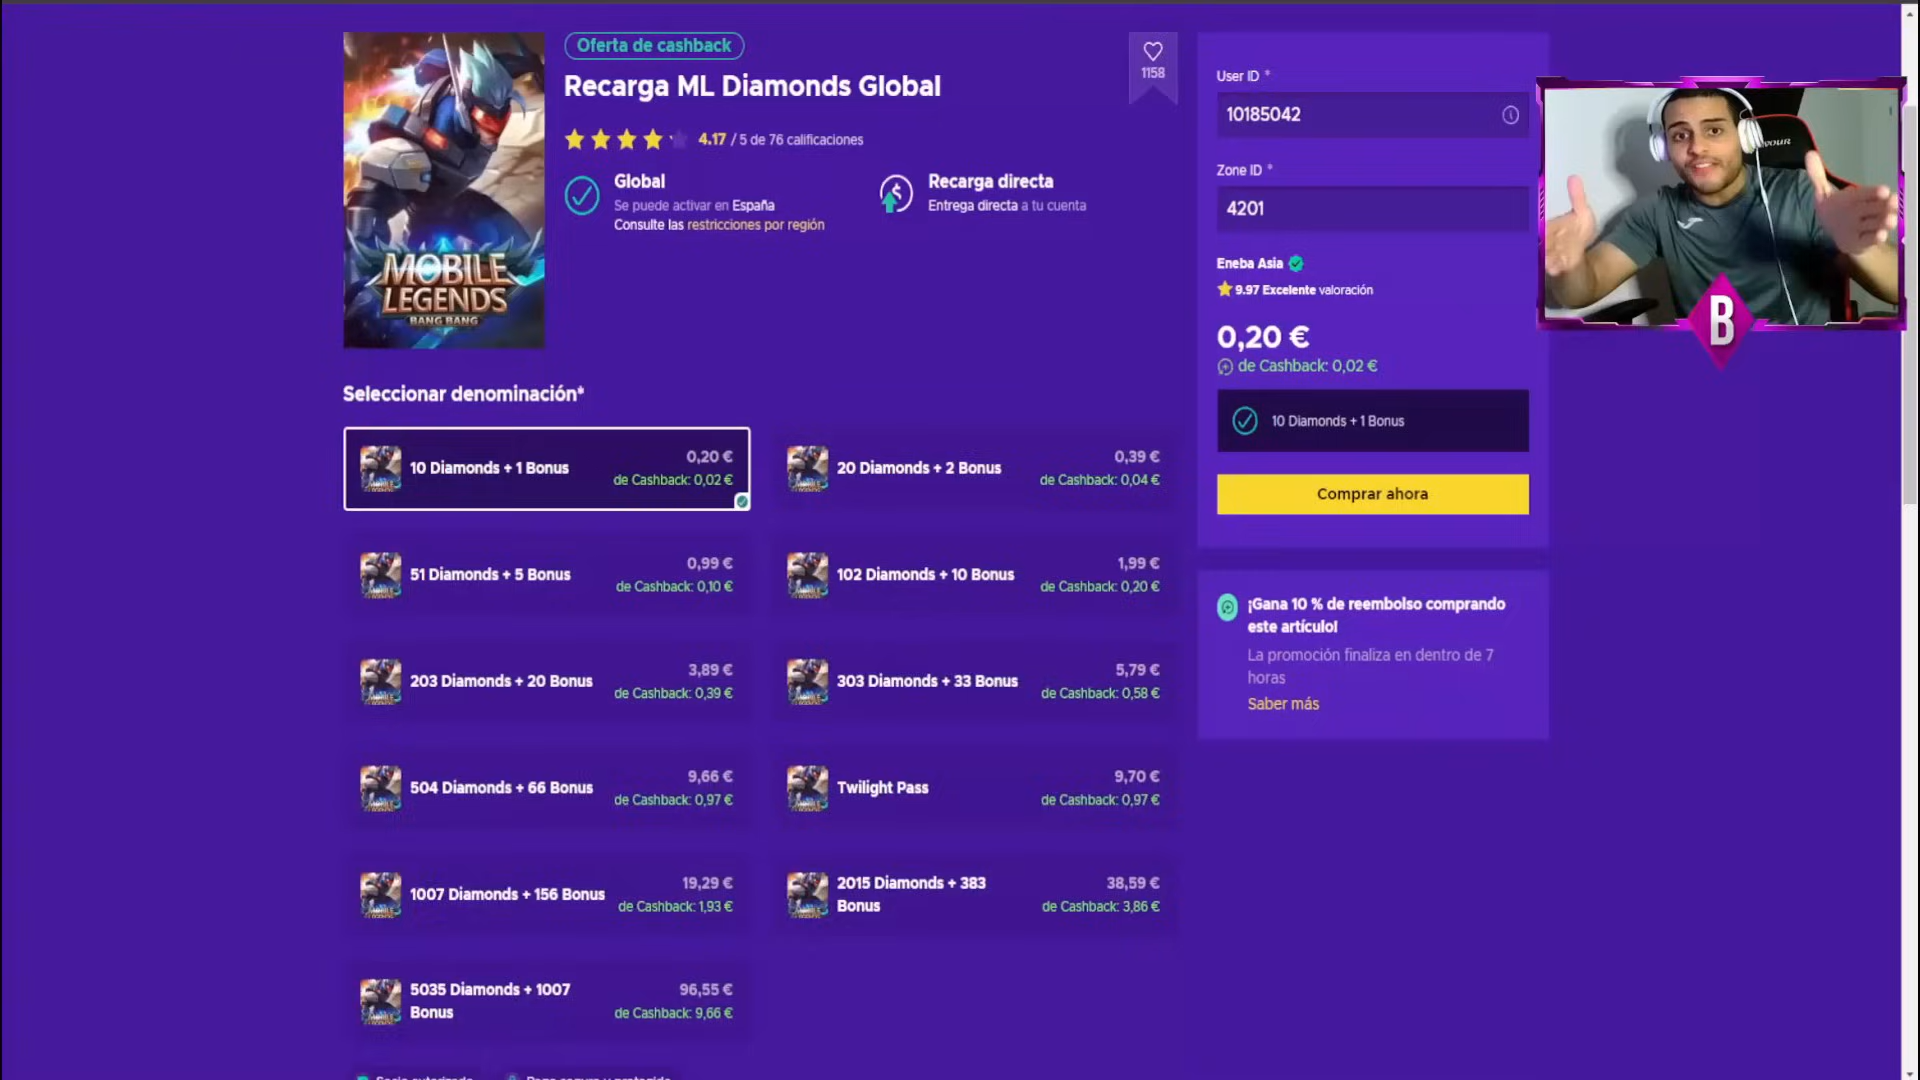 Oferta de cashback
Recarga ML Diamonds Global
4.17 / 5 de 76 calificaciones
1158
Global
Se puede activar en España
Consulte las restricciones por región
Recarga directa
Entrega directa a tu cuenta
MOBILE
LEGENDS
BANG BANG
Seleccionar denominación*
10 Diamonds + 1 Bonus
0,20 €
de Cashback: 0,02 €
20 Diamonds + 2 Bonus
0,39 €
de Cashback: 0,04 €
51 Diamonds + 5 Bonus
0,99 €
de Cashback: 0,10 €
102 Diamonds + 10 Bonus
1,99 €
de Cashback: 0,20 €
203 Diamonds + 20 Bonus
3,89 €
de Cashback: 0,39 €
303 Diamonds + 33 Bonus
5,79 €
de Cashback: 0,58 €
504 Diamonds + 66 Bonus
9,66 €
de Cashback: 0,97 €
Twilight Pass
9,70 €
de Cashback: 0,97 €
1007 Diamonds + 156 Bonus
19,29 €
de Cashback: 1,93 €
2015 Diamonds + 383
Bonus
38,59 €
de Cashback: 3,86 €
5035 Diamonds + 1007
Bonus
96,55 €
de Cashback: 9,66 €
User ID *
10185042
Zone ID *
4201
Eneba Asia
9.97 Excelente valoración
0,20 €
de Cashback: 0,02 €
10 Diamonds + 1 Bonus
Comprar ahora
¡Gana 10 % de reembolso comprando
este artículo!
La promoción finaliza en dentro de 7
horas
Saber más
B